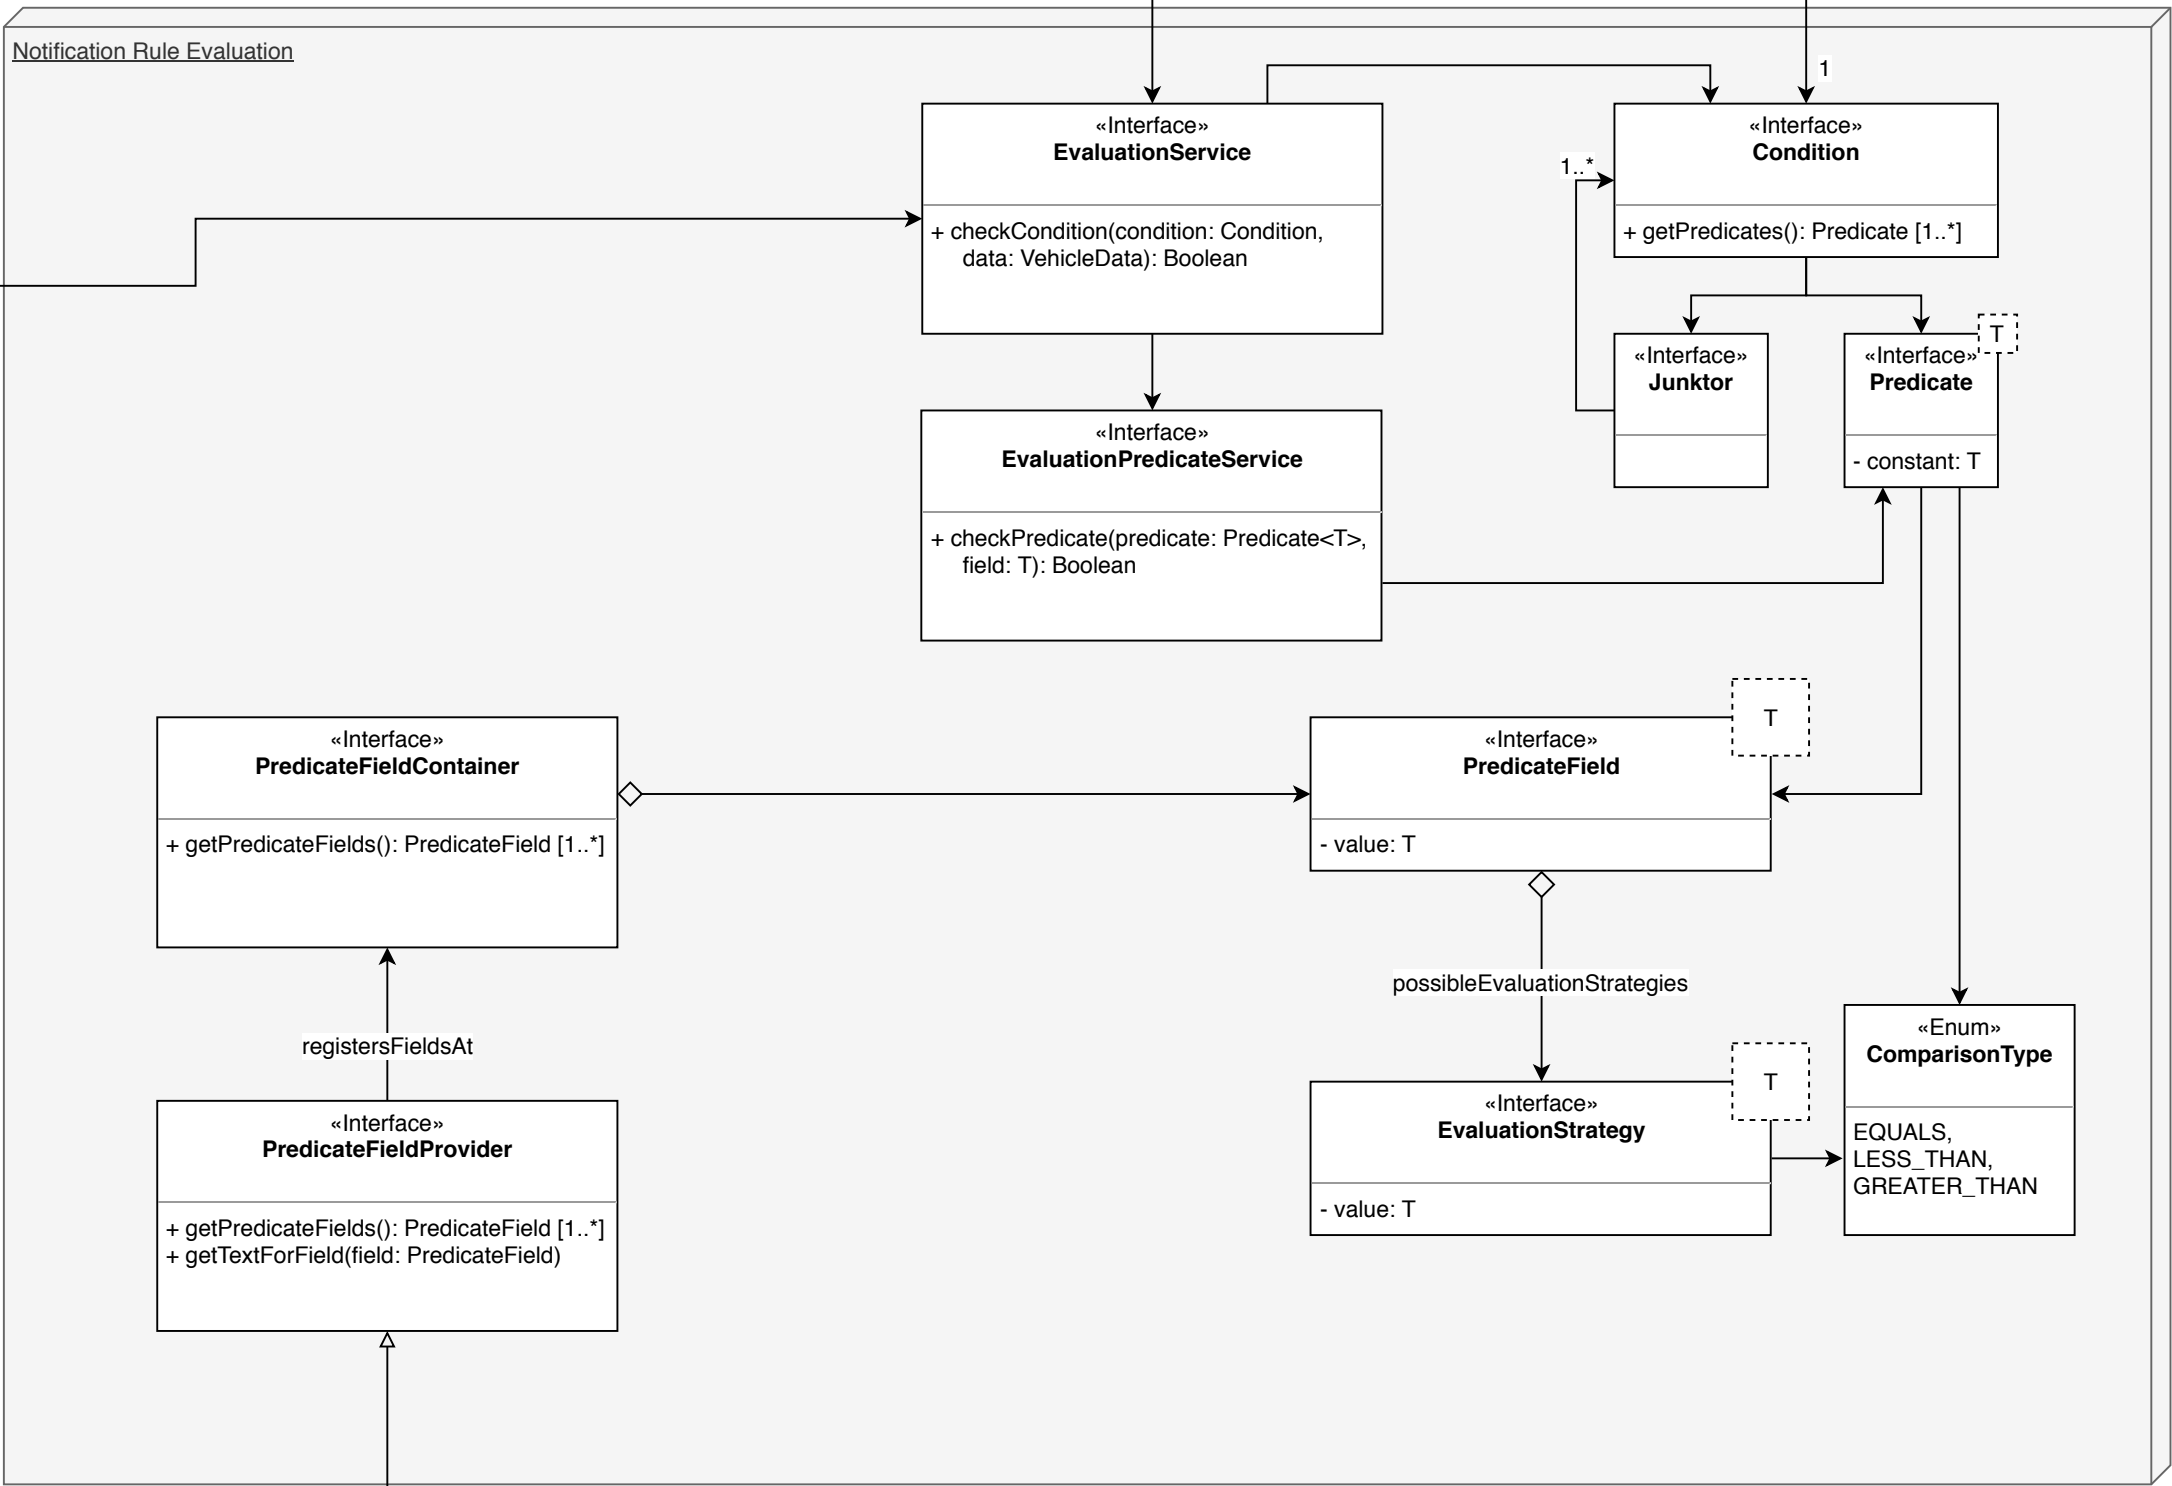 Notification Rule Evaluation
1
«Interface»
EvaluationService
+ checkCondition(condition: Condition,
data: VehicleData): Boolean
«Interface»
Condition
+ getPredicates(): Predicate [1..*]
1..*
«Interface»
Junktor
T
«Interface»
Predicate
- constant: T
«Interface»
EvaluationPredicateService
+ checkPredicate(predicate: Predicate<T>,
field: T): Boolean
«Interface»
PredicateFieldContainer
+ getPredicateFields(): PredicateField [1..*]
T
«Interface»
PredicateField
- value: T
possibleEvaluationStrategies
registersFieldsAt
«Interface»
PredicateFieldProvider
+ getPredicateFields(): PredicateField [1..*]
+ getTextForField(field: PredicateField)
T
«Interface»
EvaluationStrategy
- value: T
«Enum»
ComparisonType
EQUALS,
LESS_THAN,
GREATER_THAN